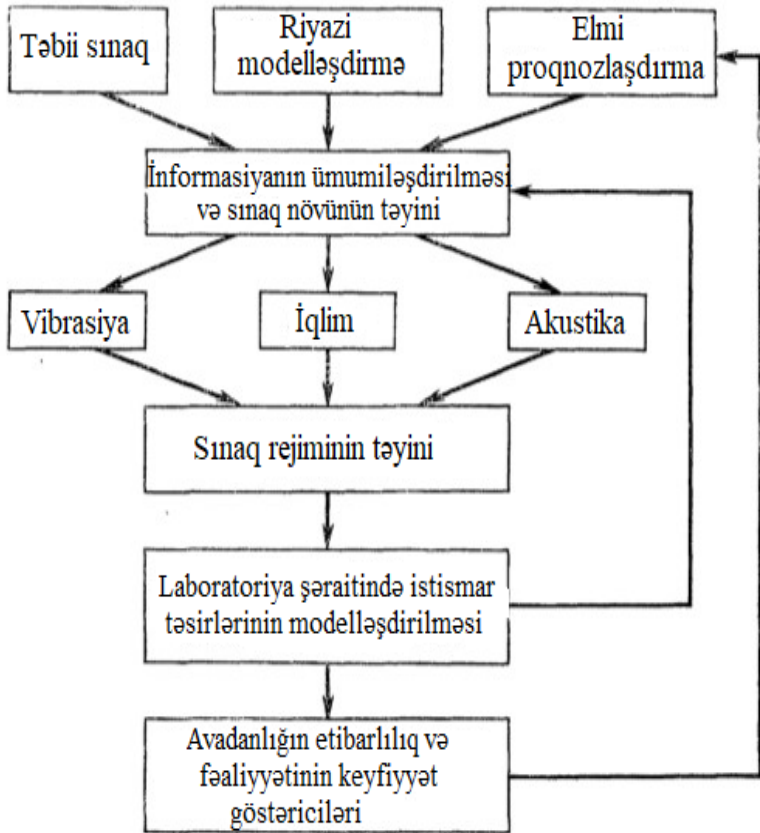 Təbii sınaq
Riyazi
modelləşdirmə
Elmi
proqnozlaşdırma
İnformasiyanın ümumiləşdirilməsi
və sınaq növünün təyini
Vibrasiya
İqlim
Akustika
Sınaq rejiminin təyini
Laboratoriya şəraitində istismar
təsirlərinin modelləşdirilməsi
Avadanlığın etibarlılıq və
fəaliyyətinin keyfiyyət
göstəriciləri